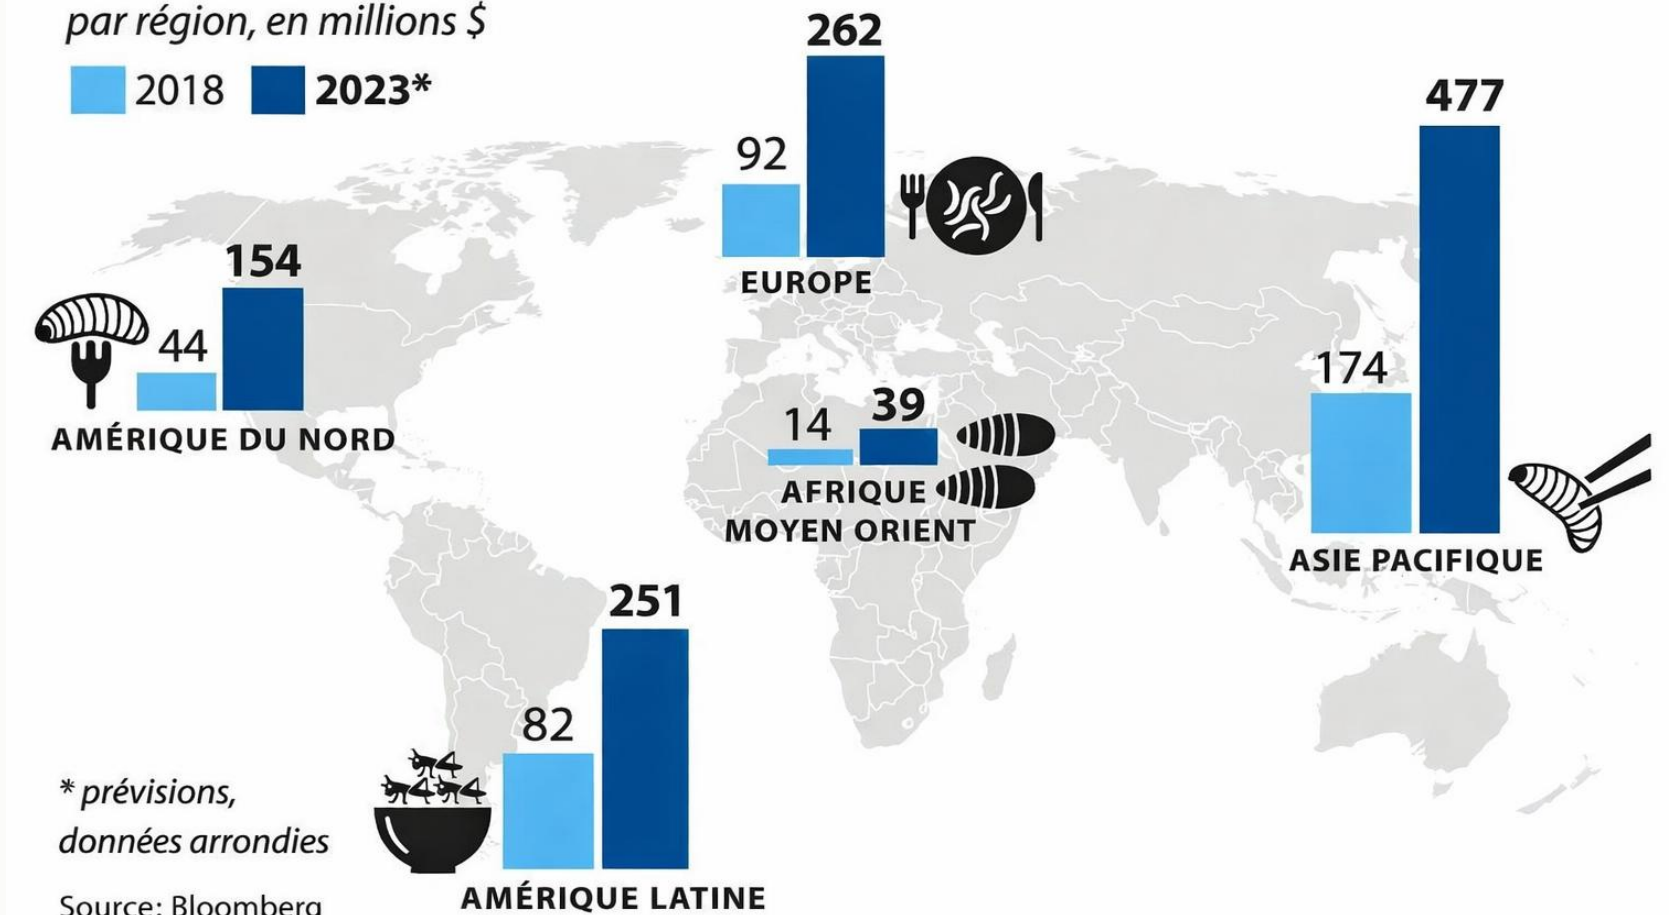 par région, en millions $
2018 2023*
262
92
EUROPE
477
174
ASIE PACIFIQUE
154
44
AMÉRIQUE DU NORD
14
39
AFRIQUE
MOYEN ORIENT
251
82
AMÉRIQUE LATINE
* prévisions,
données arrondies
Source: Bloomberg